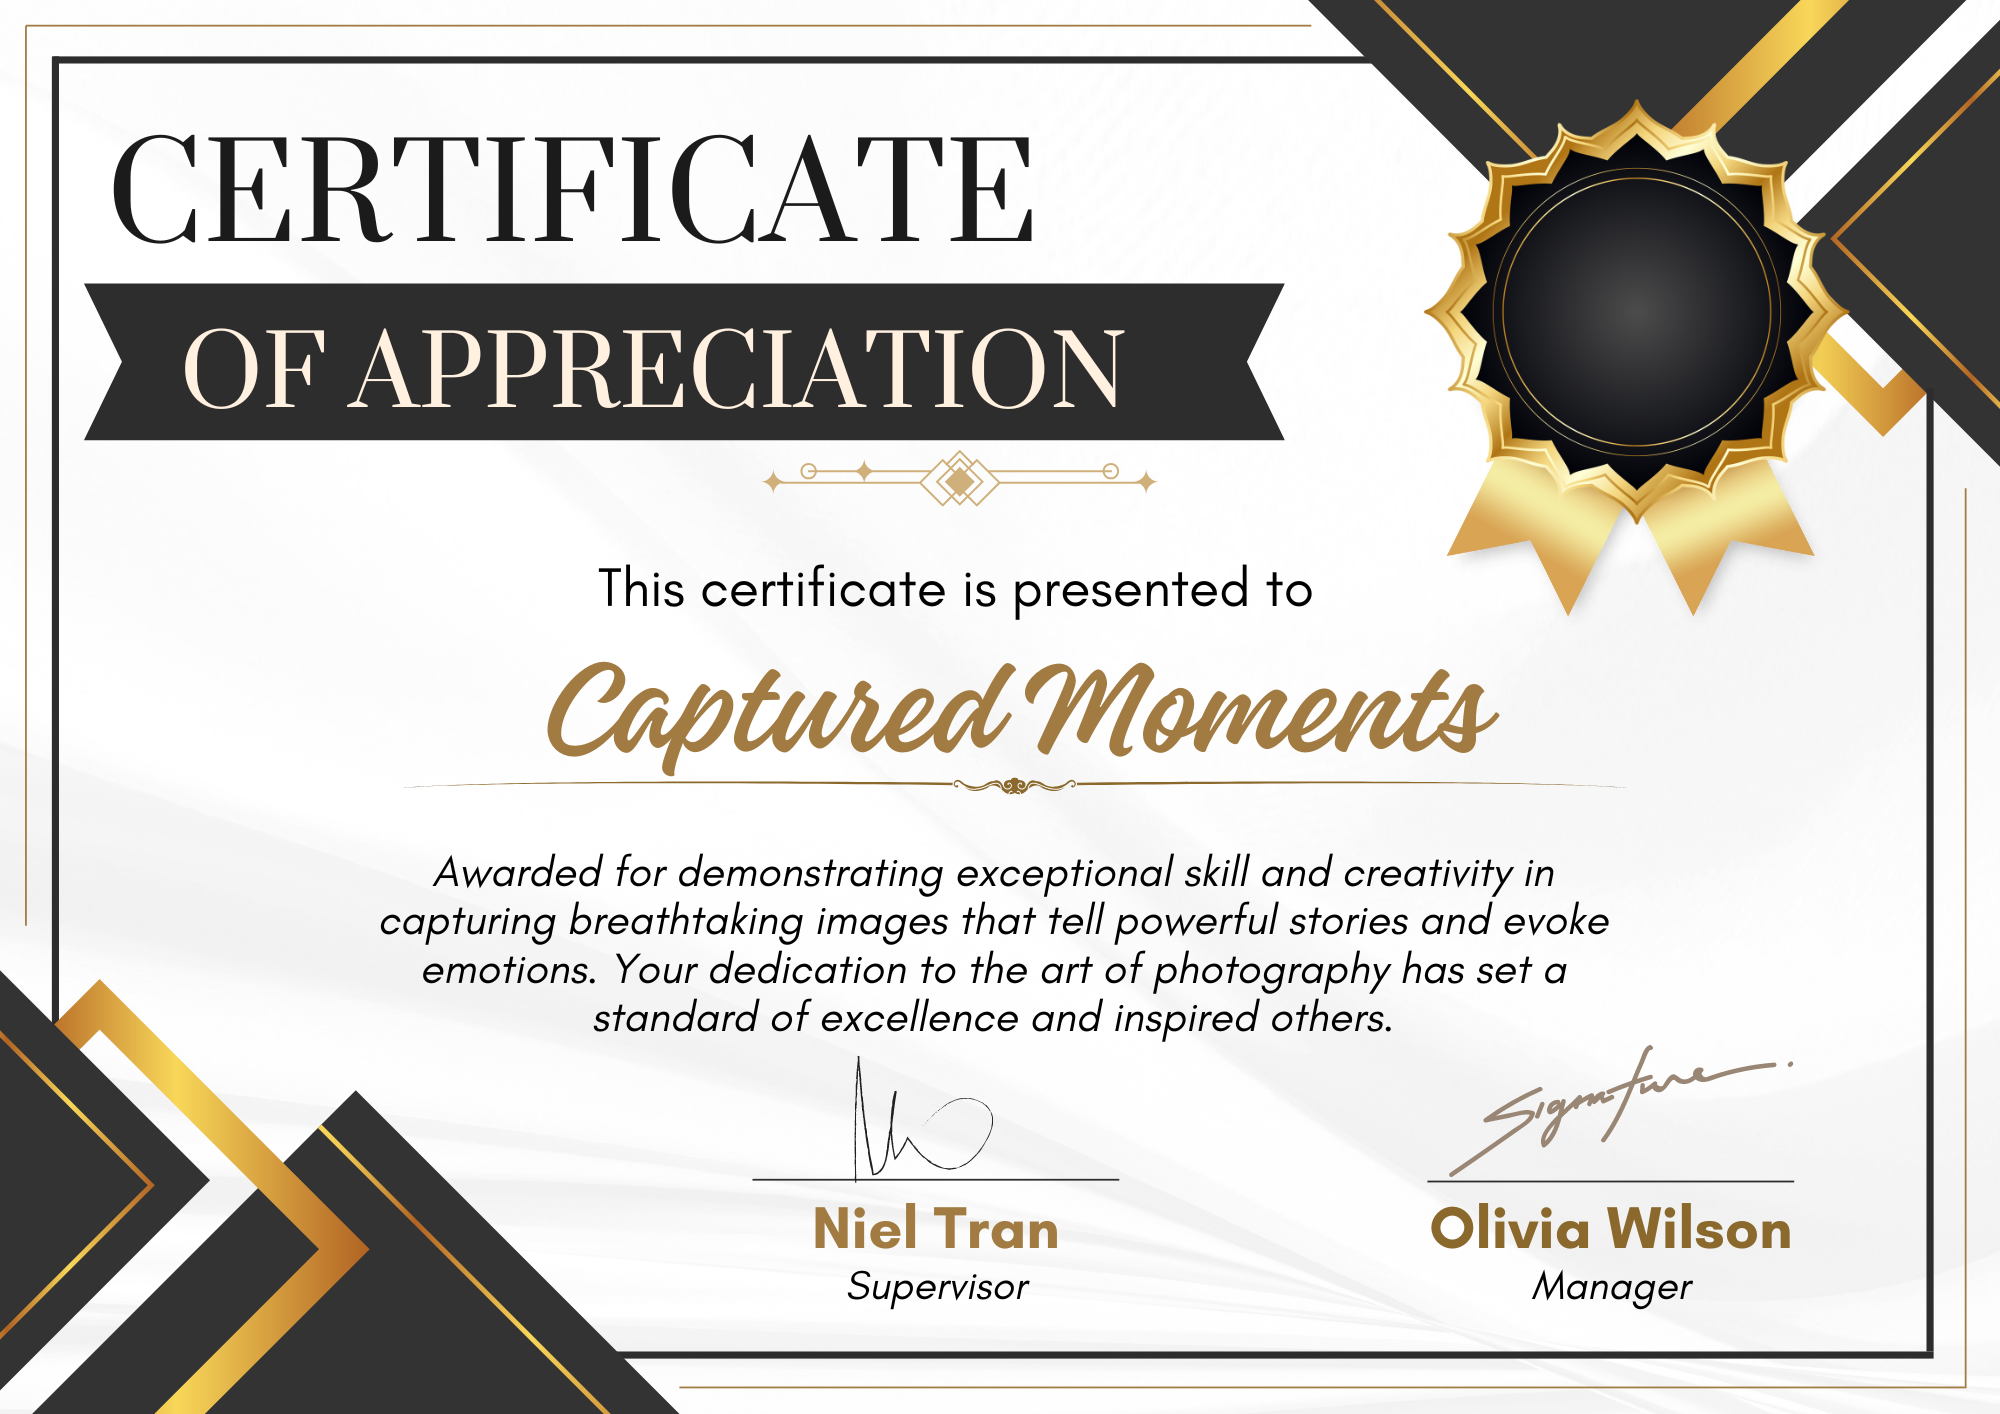 CERTIFICATE
OF APPRECIATION
This certificate is presented to
Captured Moments
Awarded for demonstrating exceptional skill and creativity in
capturing breathtaking images that tell powerful stories and evoke
emotions. Your dedication to the art of photography has set a
standard of excellence and inspired others.
Signature
Niel Tran
Supervisor
Olivia Wilson
Manager